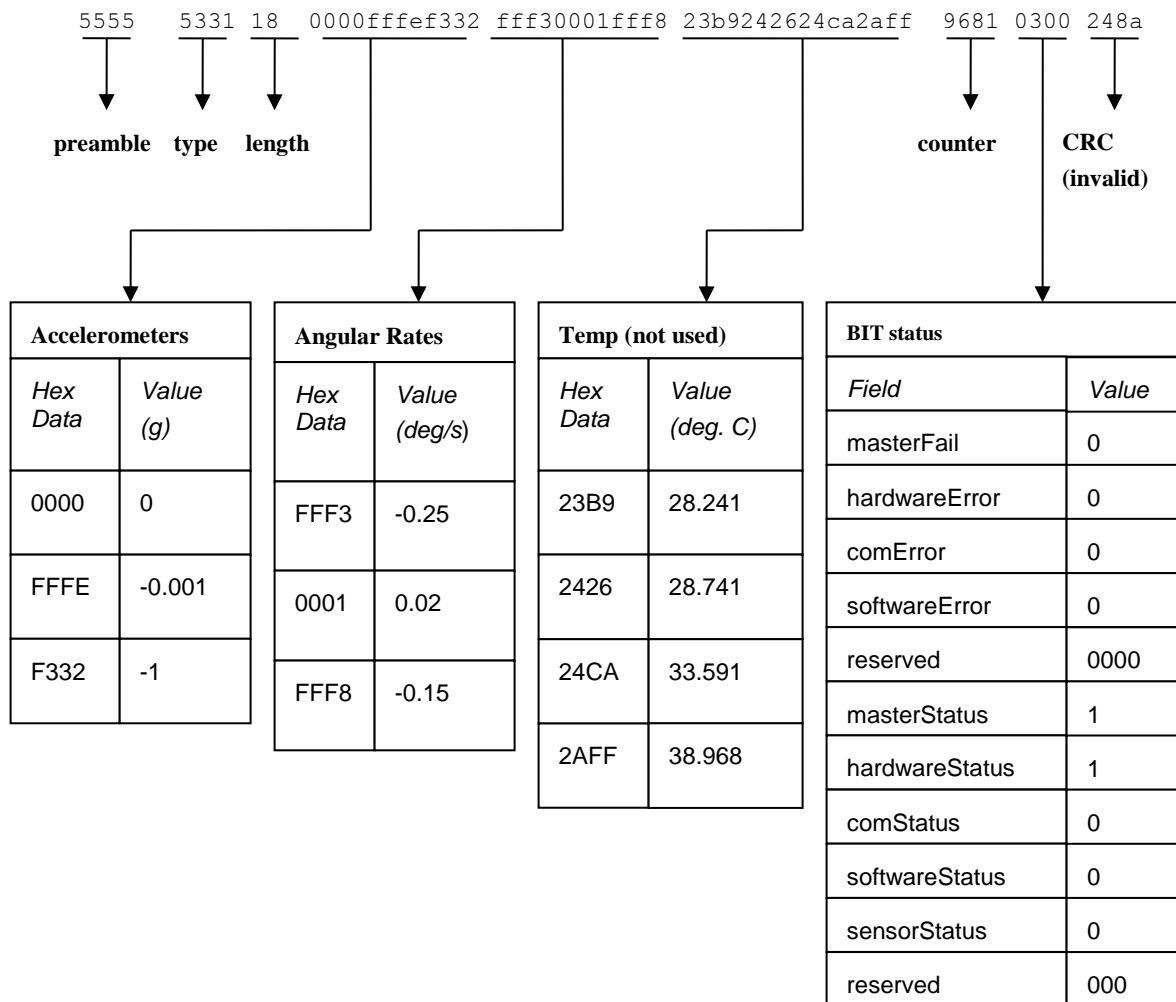 5555 5331 18 0000fffef332 fff30001fff8 23b9242624ca2aff 9681 0300 248a
preamble type length counter CRC
(invalid)
Accelerometers
Hex Data Value (g)
0000 0
FFFE -0.001
F332 -1
Angular Rates
Hex Data Value (deg/s)
FFF3 -0.25
0001 0.02
FFF8 -0.15
Temp (not used)
Hex Data Value (deg. C)
23B9 28.241
2426 28.741
24CA 33.591
2AFF 38.968
BIT status
Field Value
masterFail 0
hardwareError 0
comError 0
softwareError 0
reserved 0000
masterStatus 1
hardwareStatus 1
comStatus 0
softwareStatus 0
sensorStatus 0
reserved 000